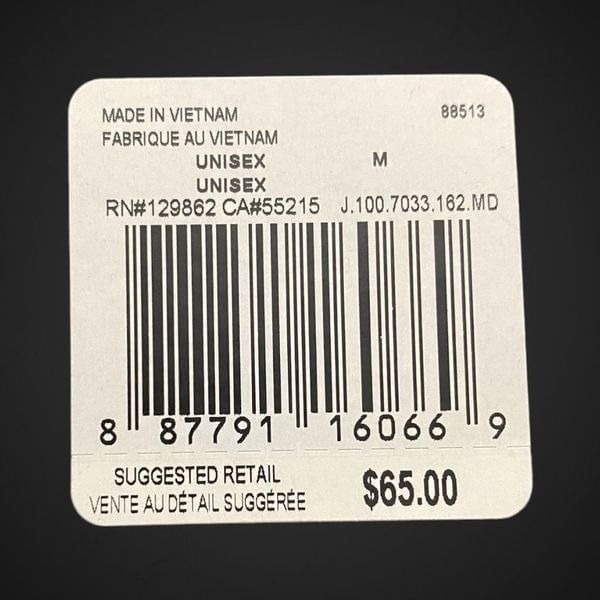 MADE IN VIETNAM 88513
FABRIQUE AU VIETNAM
UNISEX M
UNISEX
RN#129862 CA#55215 J.100.7033.162.MD
8 87791 16066 9
SUGGESTED RETAIL $65.00
VENTE AU DÉTAIL SUGGÉRÉE